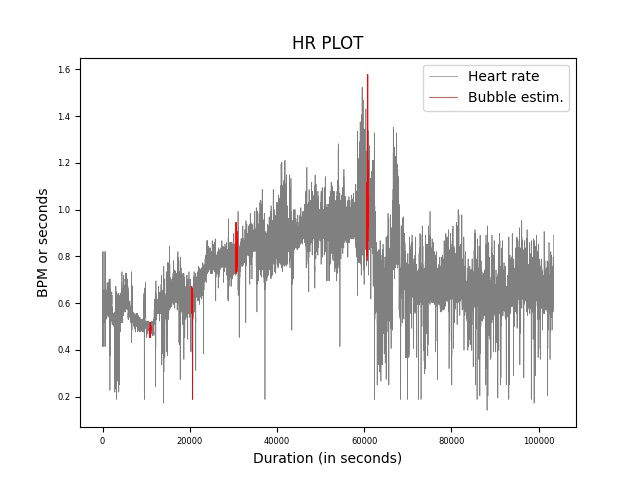 HR PLOT
Heart rate
Bubble estim.
BPM or seconds
1.6
1.4
1.2
1.0
0.8
0.6
0.4
0.2
0 20000 40000 60000 80000 100000
Duration (in seconds)